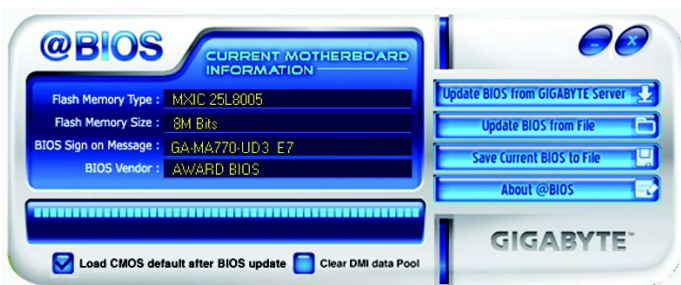 @BIOS
CURRENT MOTHERBOARD
INFORMATION
Flash Memory Type : MXIC 25L8005
Flash Memory Size : 8M Bits
BIOS Sign on Message : GA-MA770-UD3 E7
BIOS Vendor : AWARD BIOS
Load CMOS default after BIOS update Clear DMI data Pool
Update BIOS from GIGABYTE Server
Update BIOS from File
Save Current BIOS to File
About @BIOS
GIGABYTE™